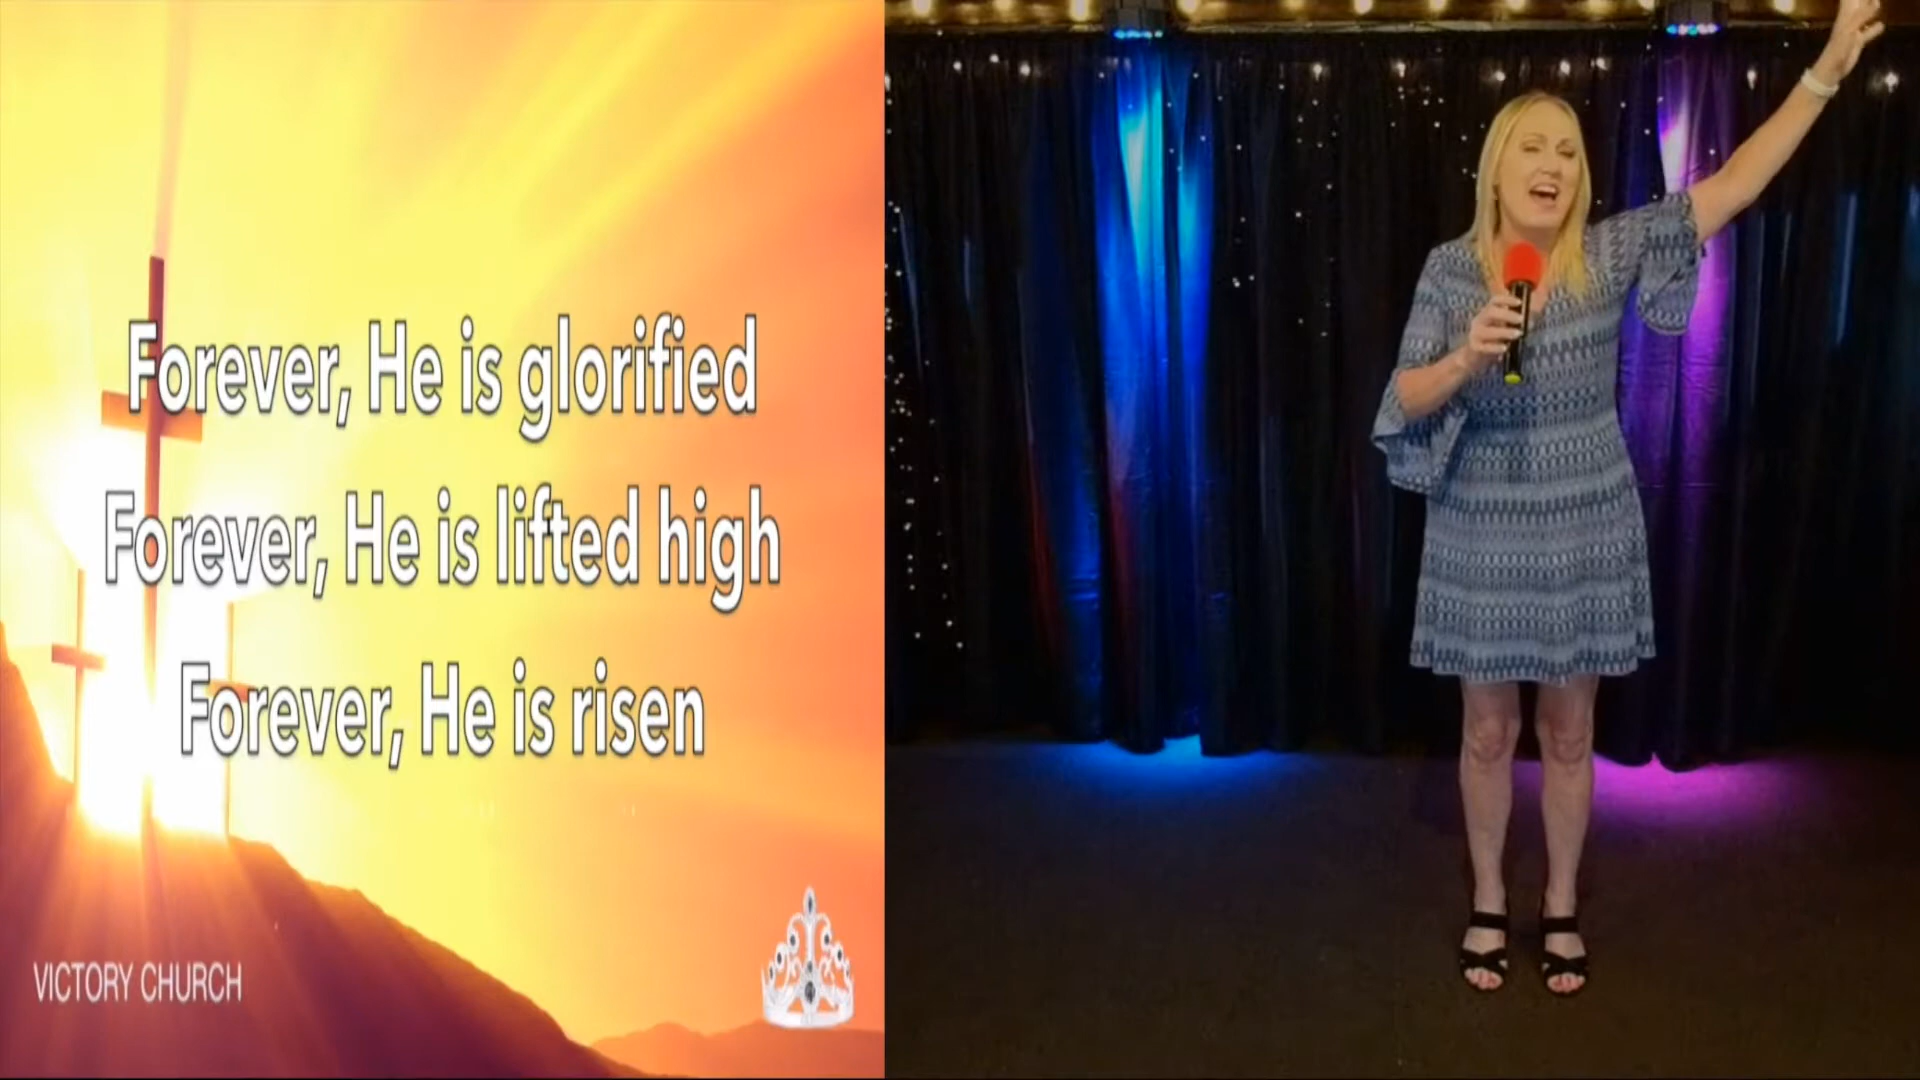 Forever, He is glorified
Forever, He is lifted high
Forever, He is risen
VICTORY CHURCH